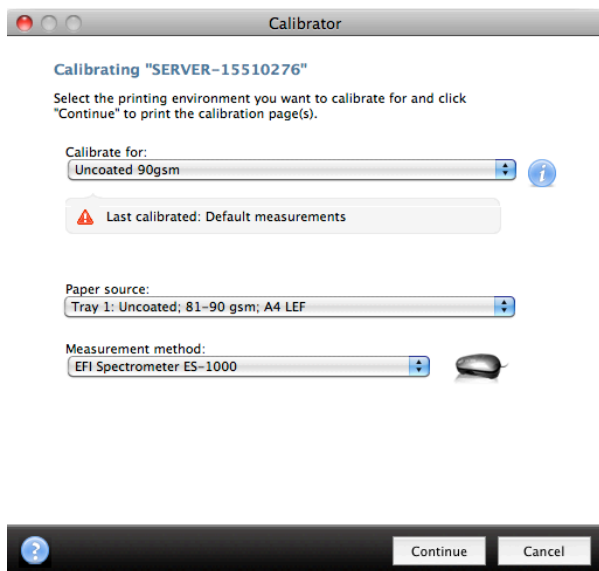 Calibrator
Calibrating "SERVER-15510276"
Select the printing environment you want to calibrate for and click
"Continue" to print the calibration page(s).
Calibrate for:
Uncoated 90gsm
i
Last calibrated: Default measurements
Paper source:
Tray 1: Uncoated; 81-90 gsm; A4 LEF
Measurement method:
EFI Spectrometer ES-1000
?
Continue
Cancel